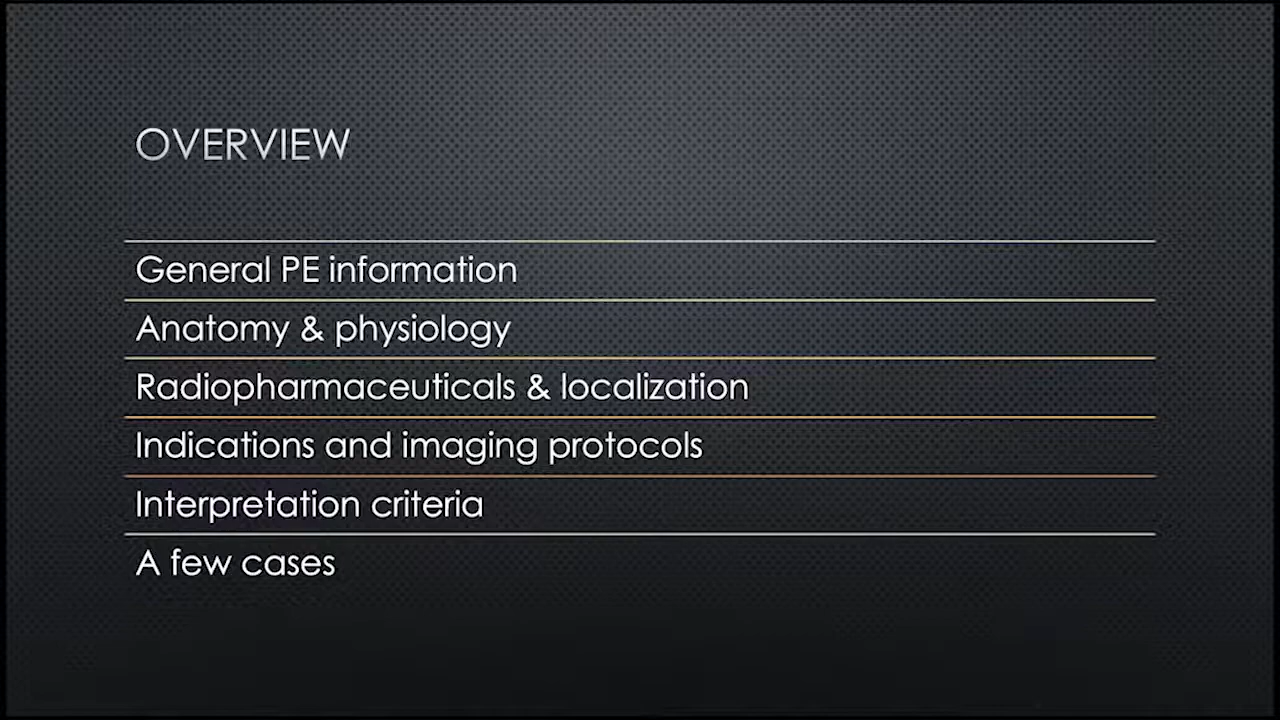 OVERVIEW
General PE information
Anatomy & physiology
Radiopharmaceuticals & localization
Indications and imaging protocols
Interpretation criteria
A few cases